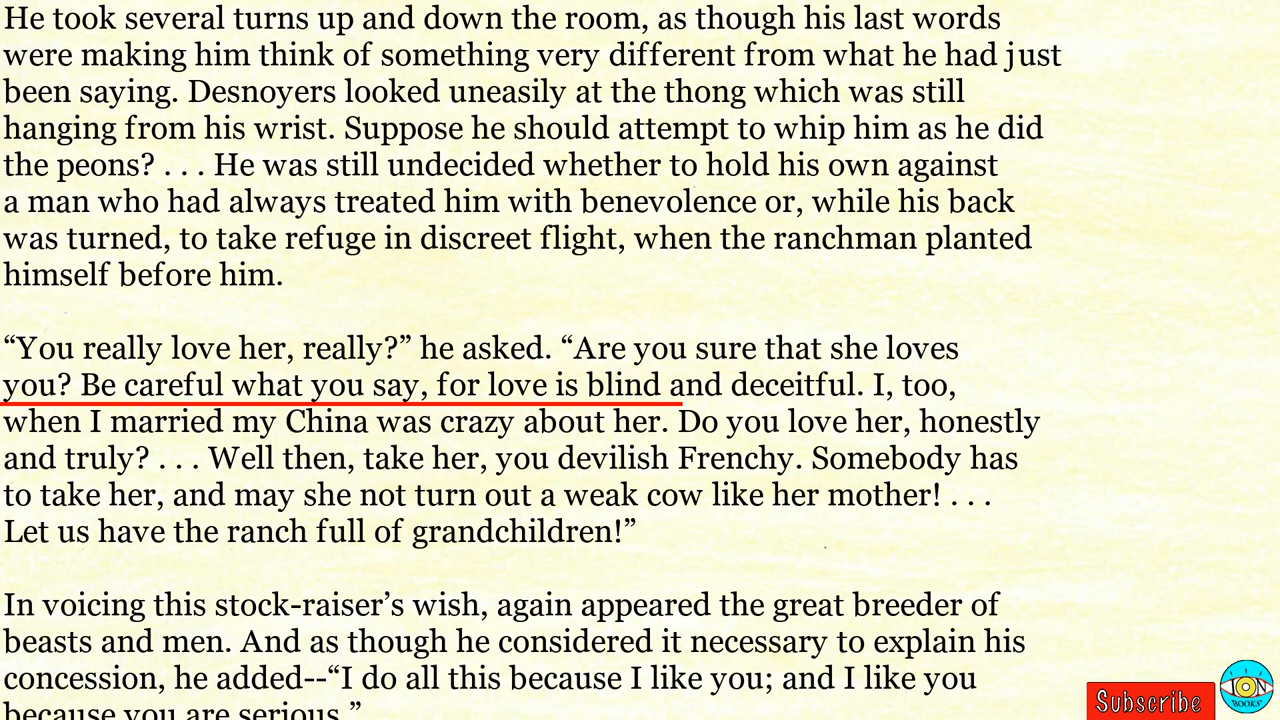 He took several turns up and down the room, as though his last words
were making him think of something very different from what he had just
been saying. Desnoyers looked uneasily at the thong which was still
hanging from his wrist. Suppose he should attempt to whip him as he did
the peons? . . . He was still undecided whether to hold his own against
a man who had always treated him with benevolence or, while his back
was turned, to take refuge in discreet flight, when the ranchman planted
himself before him.
“You really love her, really?” he asked. “Are you sure that she loves
you? Be careful what you say, for love is blind and deceitful. I, too,
when I married my China was crazy about her. Do you love her, honestly
and truly? . . . Well then, take her, you devilish Frenchy. Somebody has
to take her, and may she not turn out a weak cow like her mother! . . .
Let us have the ranch full of grandchildren!”
In voicing this stock-raiser’s wish, again appeared the great breeder of
beasts and men. And as though he considered it necessary to explain his
concession, he added--“I do all this because I like you; and I like you
because you are serious.”
Subscribe
ION
BOOKS